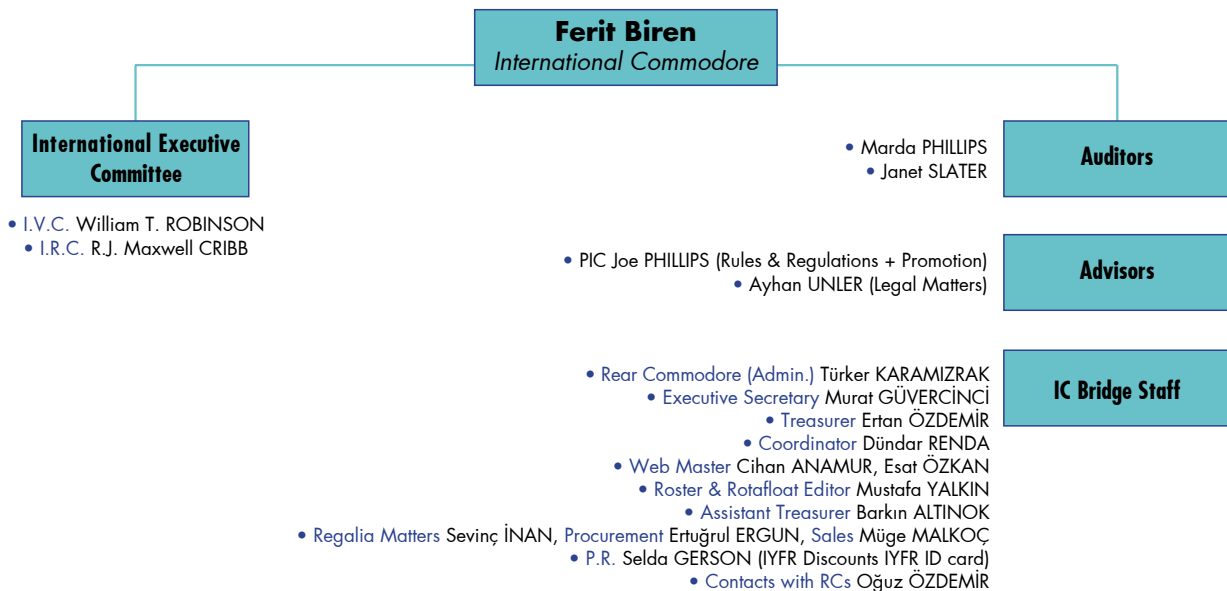 Ferit Biren
International Commodore
International Executive
Committee
• I.V.C. William T. ROBINSON
• I.R.C. R.J. Maxwell CRIBB
Auditors
• Marda PHILLIPS
• Janet SLATER
Advisors
• PIC Joe PHILLIPS (Rules & Regulations + Promotion)
• Ayhan UNLER (Legal Matters)
IC Bridge Staff
• Rear Commodore (Admin.) Türker KARAMIZRAK
• Executive Secretary Murat GÜVERCİNCİ
• Treasurer Ertan ÖZDEMİR
• Coordinator Dündar RENDA
• Web Master Cihan ANAMUR, Esat ÖZKAN
• Roster & Rotafloat Editor Mustafa YALKIN
• Assistant Treasurer Barkın ALTINOK
• Regalia Matters Sevinç İNAN, Procurement Ertuğrul ERGUN, Sales Müge MALKOÇ
• P.R. Selda GERSON (IYFR Discounts IYFR ID card)
• Contacts with RCs Oğuz ÖZDEMİR